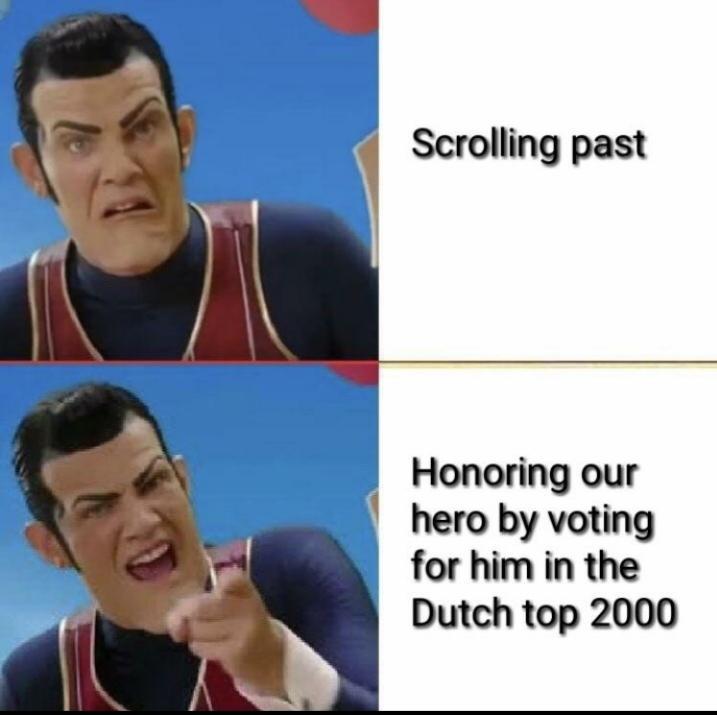 Scrolling past
Honoring our
hero by voting
for him in the
Dutch top 2000